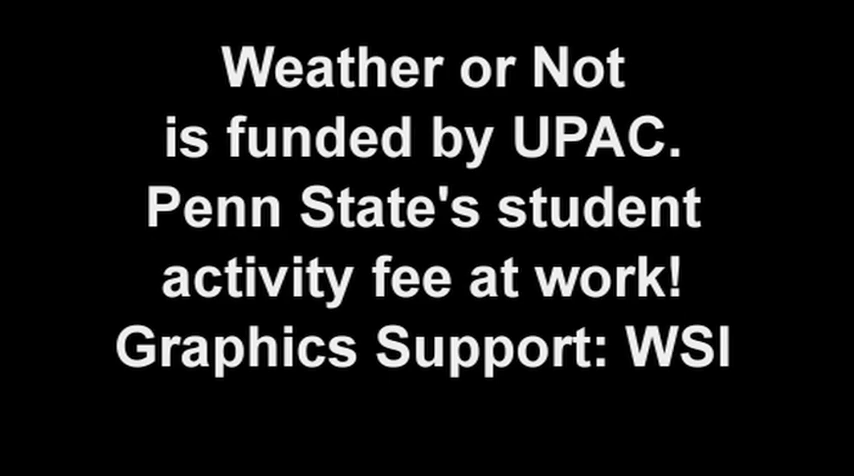 Weather or Not
is funded by UPAC.
Penn State's student
activity fee at work!
Graphics Support: WSI